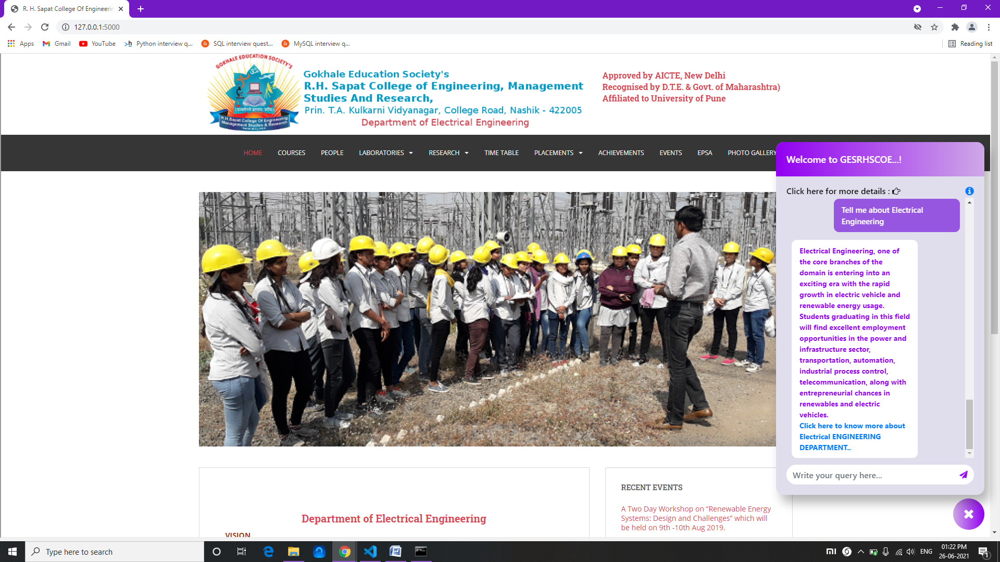 R. H. Sapat College Of Engineerin
127.0.0.1:5000
Apps
Gmail
YouTube
Python interview q...
SQL interview quest...
MySQL interview q...
Reading list
GOKHALE EDUCATION SOCIETY'S
R.H.Sapat College Of Engineering
Management Studies & Research
Gokhale Education Society's
R.H. Sapat College of Engineering, Management
Studies And Research,
Prin. T.A. Kulkarni Vidyanagar, College Road, Nashik - 422005
Department of Electrical Engineering
Approved by AICTE, New Delhi
Recognised by D.T.E. & Govt. of Maharashtra)
Affiliated to University of Pune
HOME
COURSES
PEOPLE
LABORATORIES
RESEARCH
TIME TABLE
PLACEMENTS
ACHIEVEMENTS
EVENTS
EPSA
PHOTO GALLERY
Welcome to GESRHSCOE...!
Click here for more details :
Tell me about Electrical
Engineering
Electrical Engineering, one of
the core branches of the
domain is entering into an
exciting era with the rapid
growth in electric vehicle and
renewable energy usage.
Students graduating in this field
will find excellent employment
opportunities in the power and
infrastructure sector,
transportation, automation,
industrial process control,
telecommunication, along with
entrepreneurial chances in
renewables and electric
vehicles.
Click here to know more about
Electrical ENGINEERING
DEPARTMENT..
Write your query here...
Department of Electrical Engineering
VISION
RECENT EVENTS
A Two Day Workshop on “Renewable Energy
Systems: Design and Challenges” which will
be held on 9th -10th Aug 2019.
Type here to search
ENG
01:22 PM
26-06-2021
1